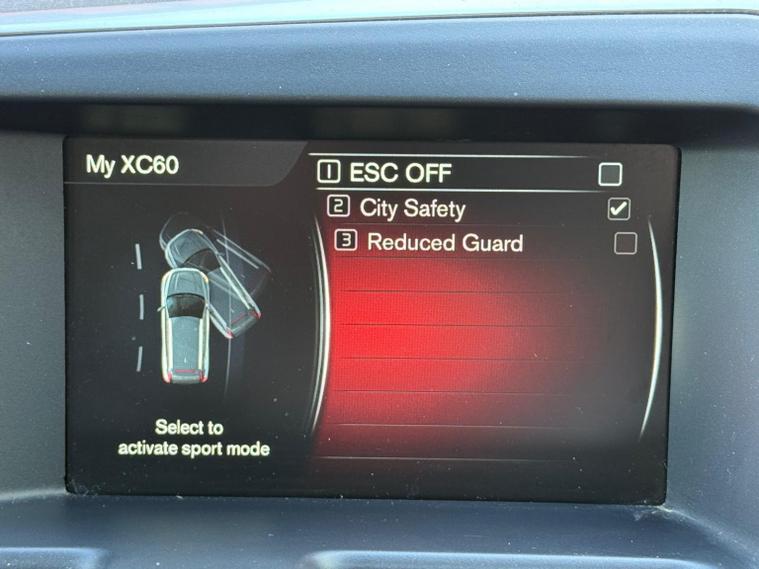 My XC60
1 ESC OFF
2 City Safety
3 Reduced Guard
Select to
activate sport mode